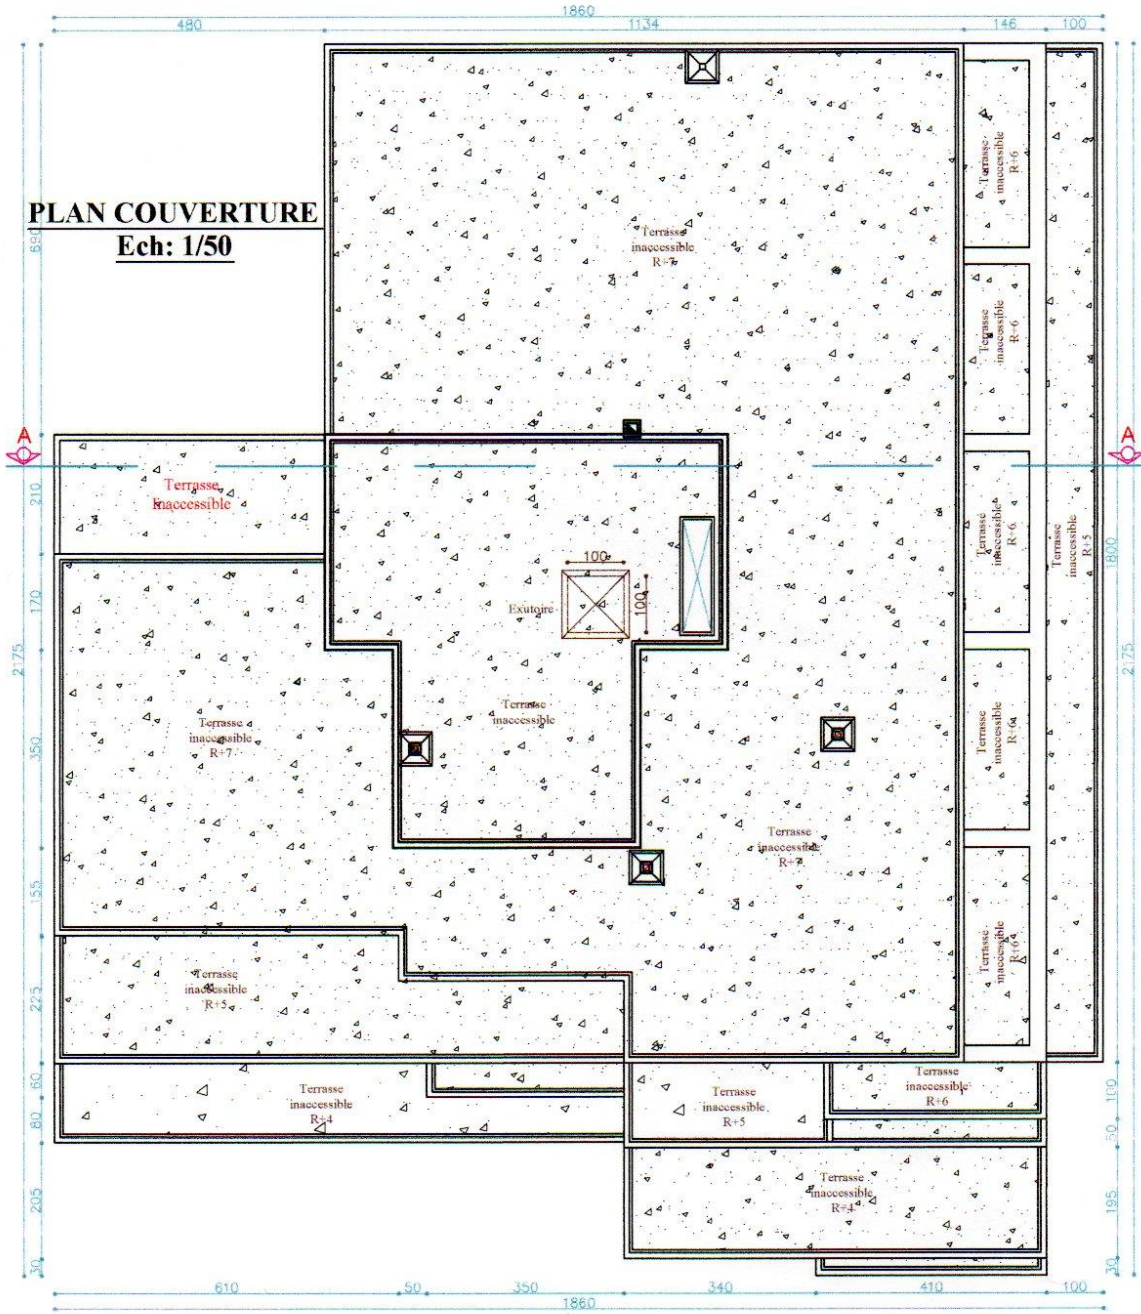 1860
480
1134
146
100
PLAN COUVERTURE
Ech: 1/50
690
Terrasse
inaccessible
R+7
Terrasse
inaccessible
R+6
Terrasse
inaccessible
R+6
A
A
210
Terrasse
Inaccessible
Terrasse
inaccessible
R+6
Terrasse
inaccessible
R+5
1800
100
100
Exutoire
170
2175
2175
350
Terrasse
inaccessible
R+7
Terrasse
inaccessible
Terrasse
inaccessible
R+6
Terrasse
inaccessible
R+7
155
Terrasse
inaccessible
R+6
225
Terrasse
inaccessible
R+5
60
80
Terrasse
inaccessible
R+4
Terrasse
inaccessible
R+5
Terrasse
inaccessible
R+6
100
50
205
Terrasse
inaccessible
R+4
195
30
30
610
50
350
340
410
100
1860